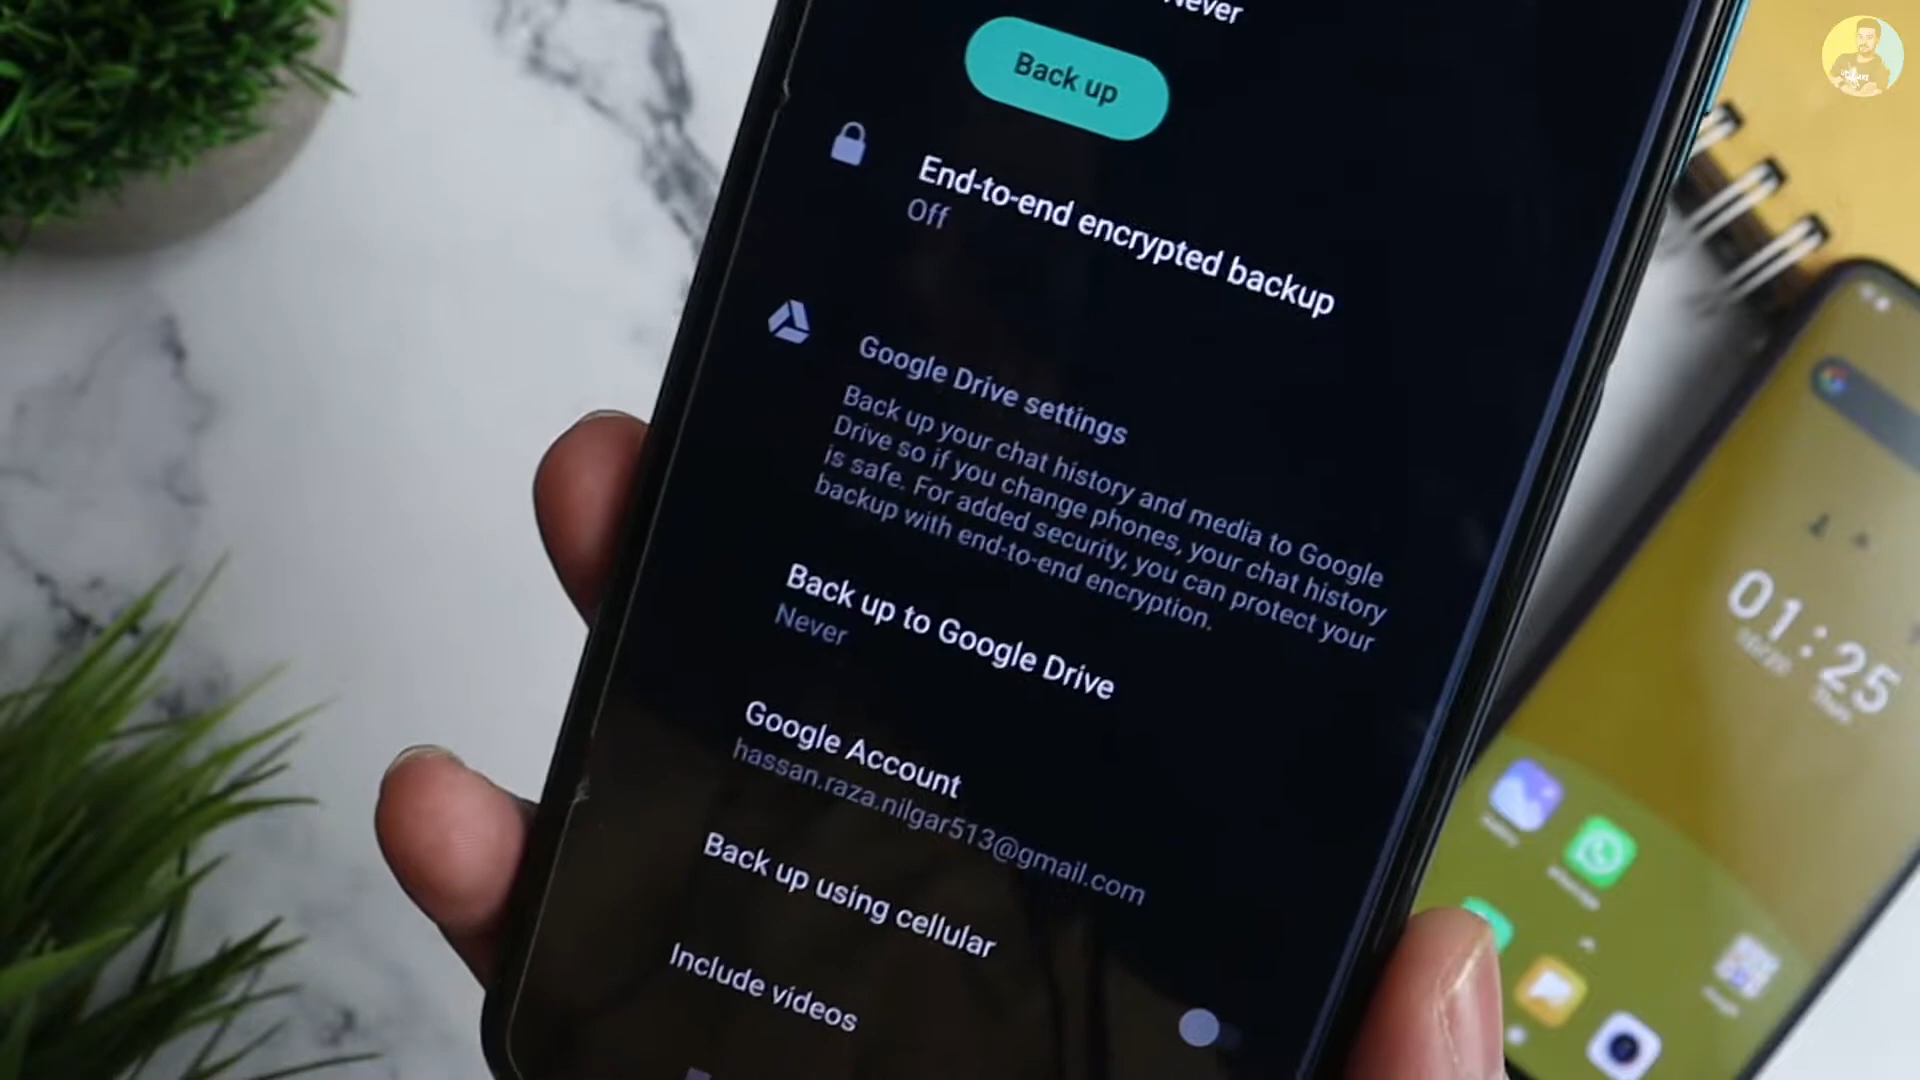 Never
Back up
End-to-end encrypted backup
Off
Google Drive settings
Back up your chat history and media to Google
Drive so if you change phones, your chat history
is safe. For added security, you can protect your
backup with end-to-end encryption.
Back up to Google Drive
Never
Google Account
hassan.raza.nilgar513@gmail.com
Back up using cellular
Include videos
01:25